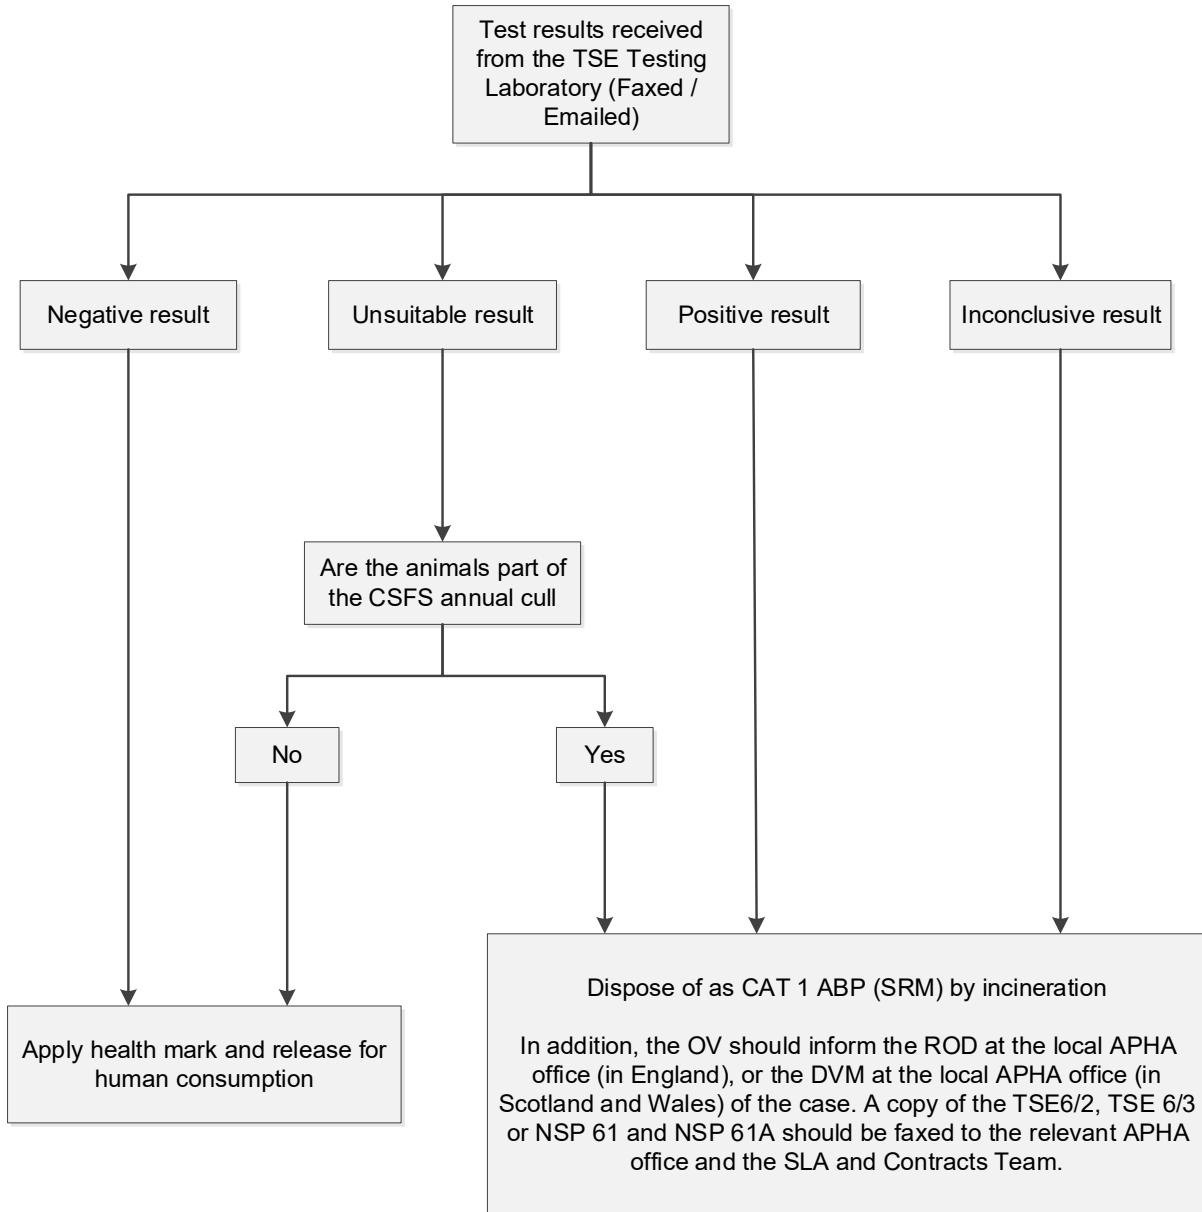 Test results received
from the TSE Testing
Laboratory (Faxed /
Emailed)
Negative result
Unsuitable result
Positive result
Inconclusive result
Are the animals part of
the CSFS annual cull
No
Yes
Apply health mark and release for
human consumption
Dispose of as CAT 1 ABP (SRM) by incineration
In addition, the OV should inform the ROD at the local APHA
office (in England), or the DVM at the local APHA office (in
Scotland and Wales) of the case. A copy of the TSE6/2, TSE 6/3
or NSP 61 and NSP 61A should be faxed to the relevant APHA
office and the SLA and Contracts Team.